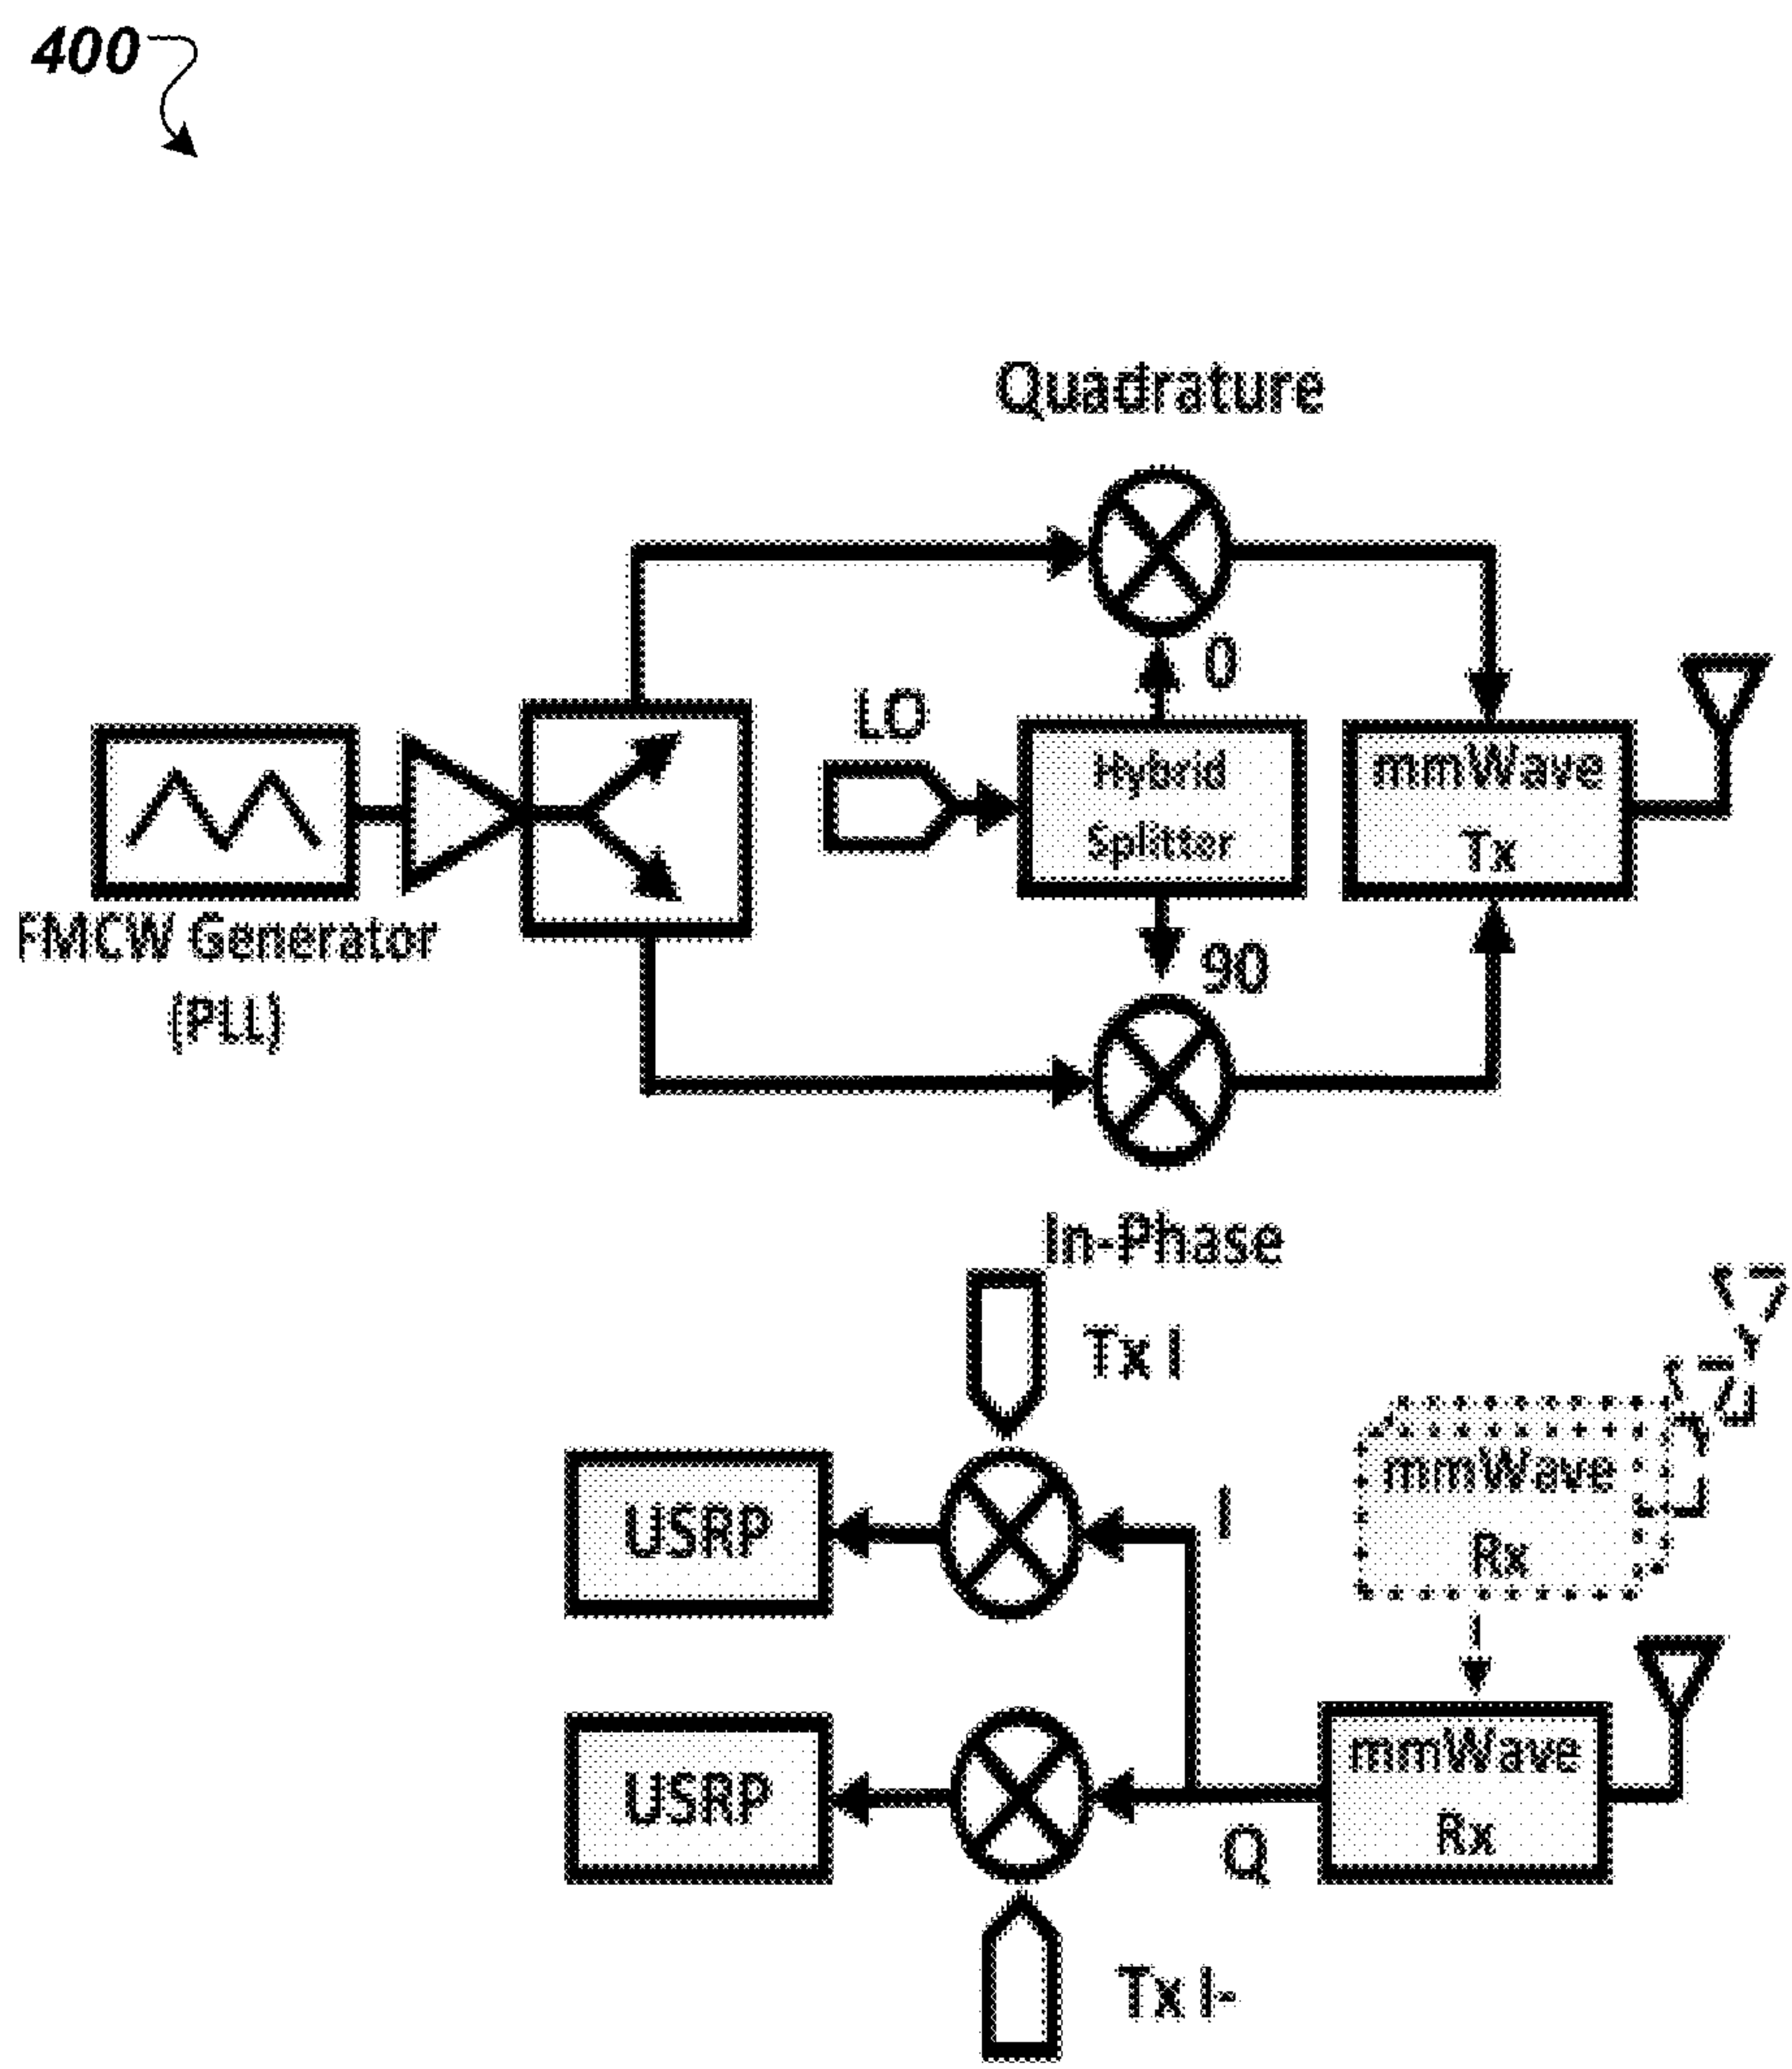 400
Quadrature
0
LO
Hybrid
Splitter
mmWave
Tx
FMCW Generator
(PLL)
90
In-Phase
Tx I
mmWave
Rx
I
USRP
USRP
Q
mmWave
Rx
Tx I-